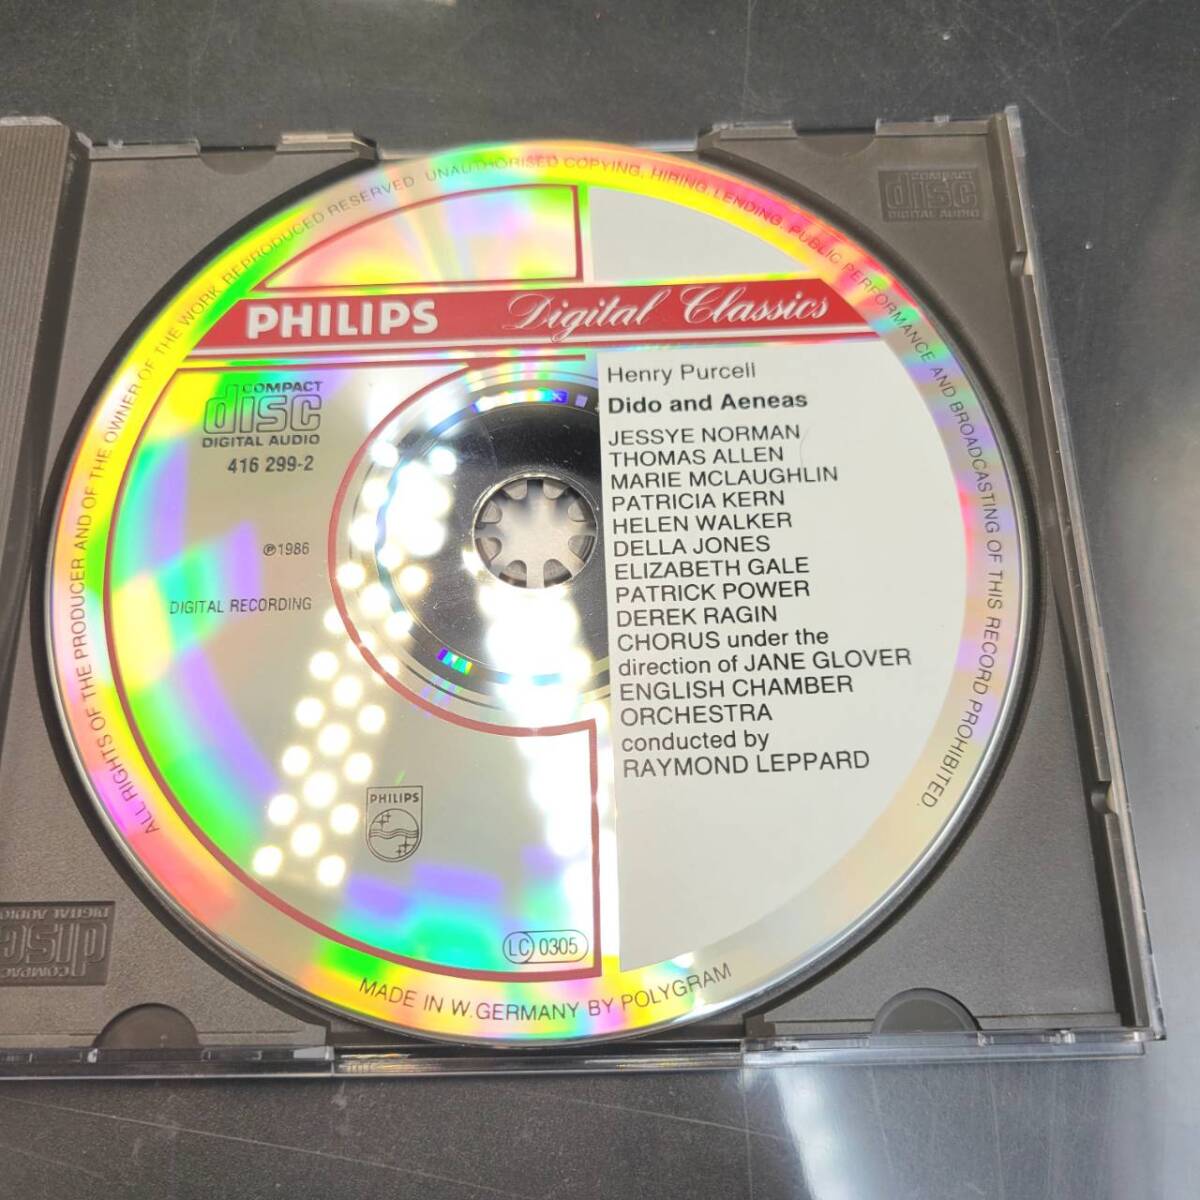 ALL RIGHTS OF THE PRODUCER AND OF THE OWNER OF THE WORK REPRODUCED RESERVED UNAUTHORISED COPYING, HIRING LENDING, PUBLIC PERFORMANCE AND BROADCASTING OF THIS RECORD PROHIBITED.
PHILIPS Digital Classics
COMPACT
disc
DIGITAL AUDIO
416 299-2
℗1986
DIGITAL RECORDING
Henry Purcell
Dido and Aeneas
JESSYE NORMAN
THOMAS ALLEN
MARIE MCLAUGHLIN
PATRICIA KERN
HELEN WALKER
DELLA JONES
ELIZABETH GALE
PATRICK POWER
DEREK RAGIN
CHORUS under the
direction of JANE GLOVER
ENGLISH CHAMBER
ORCHESTRA
conducted by
RAYMOND LEPPARD
PHILIPS
LC 0305
MADE IN W.GERMANY BY POLYGRAM
COMPACT
disc
DIGITAL AUDIO
COMPACT
disc
DIGITAL AUDIO